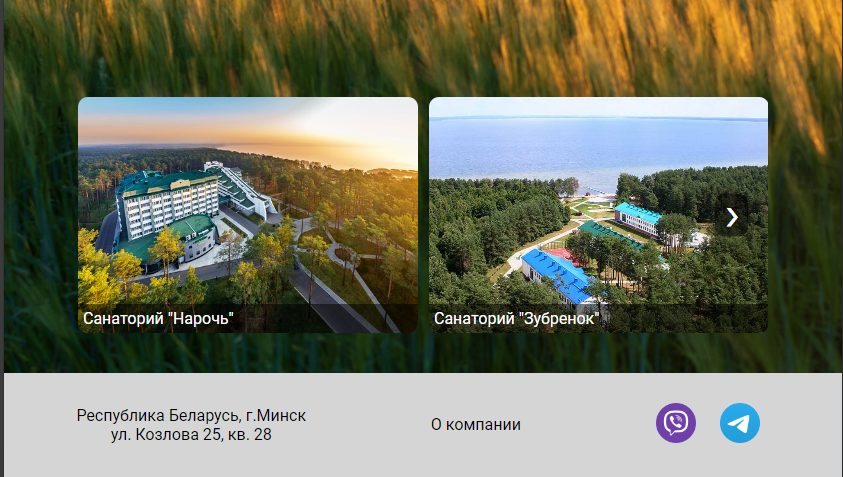 Санаторий "Нарочь"
Санаторий "Зубренок"
Республика Беларусь, г.Минск
ул. Козлова 25, кв. 28
О компании